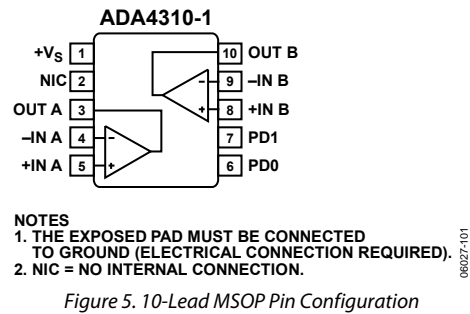 ADA4310-1
+VS 1
NIC 2
OUT A 3
–IN A 4
+IN A 5
10 OUT B
9 –IN B
8 +IN B
7 PD1
6 PD0
–
+
–
+
NOTES
1. THE EXPOSED PAD MUST BE CONNECTED
TO GROUND (ELECTRICAL CONNECTION REQUIRED).
2. NIC = NO INTERNAL CONNECTION.
06027-101
Figure 5. 10-Lead MSOP Pin Configuration